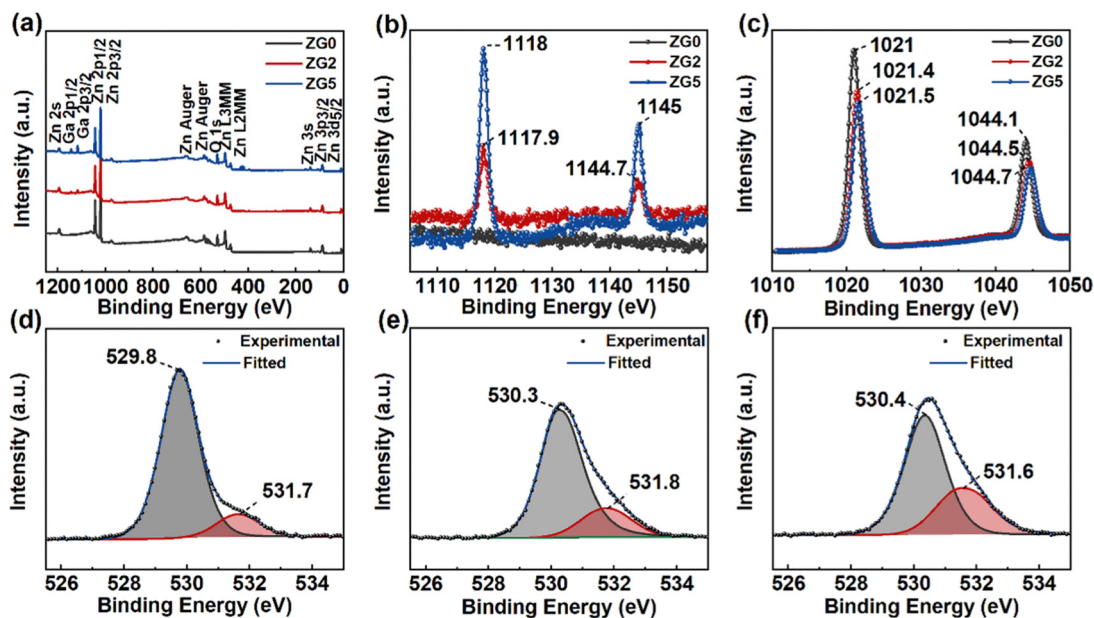 (a)
Intensity (a.u.)
Zn 2s
Ga 2p1/2
Ga 2p3/2
Zn 2p1/2
Zn 2p3/2
Zn Auger
Zn Auger
O 1s
Zn L3MM
Zn L2MM
Zn 3s
Zn 3p3/2
Zn 3d5/2
ZG0
ZG2
ZG5
1200 1000 800 600 400 200 0
Binding Energy (eV)
(b)
Intensity (a.u.)
1118
1117.9
1145
1144.7
ZG0
ZG2
ZG5
1110 1120 1130 1140 1150
Binding Energy (eV)
(c)
Intensity (a.u.)
1021
1021.4
1021.5
1044.1
1044.5
1044.7
ZG0
ZG2
ZG5
1010 1020 1030 1040 1050
Binding Energy (eV)
(d)
Intensity (a.u.)
529.8
531.7
Experimental
Fitted
526 528 530 532 534
Binding Energy (eV)
(e)
Intensity (a.u.)
530.3
531.8
Experimental
Fitted
526 528 530 532 534
Binding Energy (eV)
(f)
Intensity (a.u.)
530.4
531.6
Experimental
Fitted
526 528 530 532 534
Binding Energy (eV)